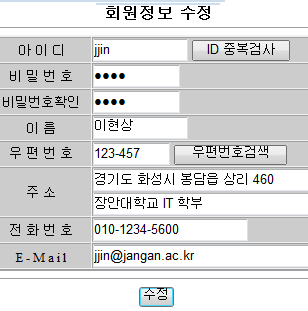 회원정보 수정
아 이 디 jjin ID 중복검사
비 밀 번 호 ●●●●
비밀번호확인 ●●●●
이 름 이현상
우 편 번 호 123-457 우편번호검색
주 소 경기도 화성시 봉담읍 상리 460
장안대학교 IT 학부
전 화 번 호 010-1234-5600
E-Mail jjin@jangan.ac.kr
수정